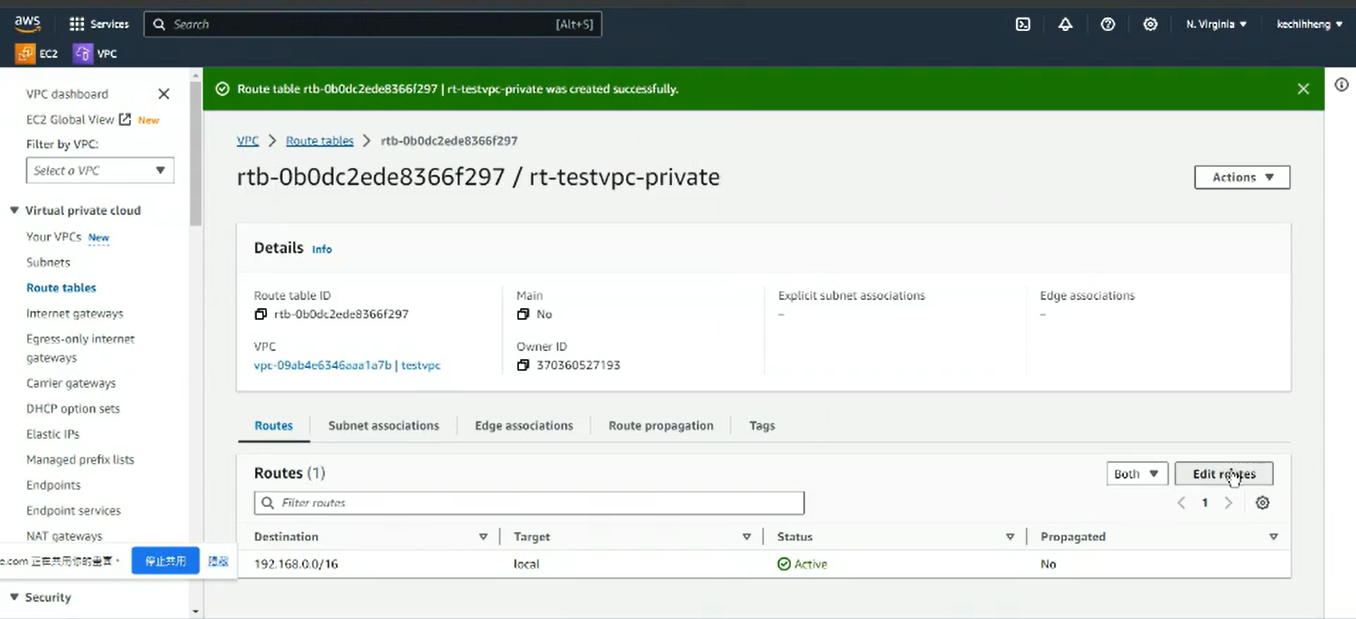 aws Services Search [Alt+S] N. Virginia kechihheng
EC2 VPC
VPC dashboard
EC2 Global View New
Filter by VPC:
Select a VPC
Virtual private cloud
Your VPCs New
Subnets
Route tables
Internet gateways
Egress-only internet
gateways
Carrier gateways
DHCP option sets
Elastic IPs
Managed prefix lists
Endpoints
Endpoint services
NAT gateways
e.com 正在共用你的畫面。 停止共用 隱藏
Security
Route table rtb-0b0dc2ede8366f297 | rt-testvpc-private was created successfully.
VPC > Route tables > rtb-0b0dc2ede8366f297
rtb-0b0dc2ede8366f297 / rt-testvpc-private
Actions
Details Info
Route table ID
rtb-0b0dc2ede8366f297
Main
No
Explicit subnet associations
–
Edge associations
–
VPC
vpc-09ab4e6346aaa1a7b | testvpc
Owner ID
370360527193
Routes Subnet associations Edge associations Route propagation Tags
Routes (1)
Both Edit routes
Filter routes
1
Destination Target Status Propagated
192.168.0.0/16 local Active No